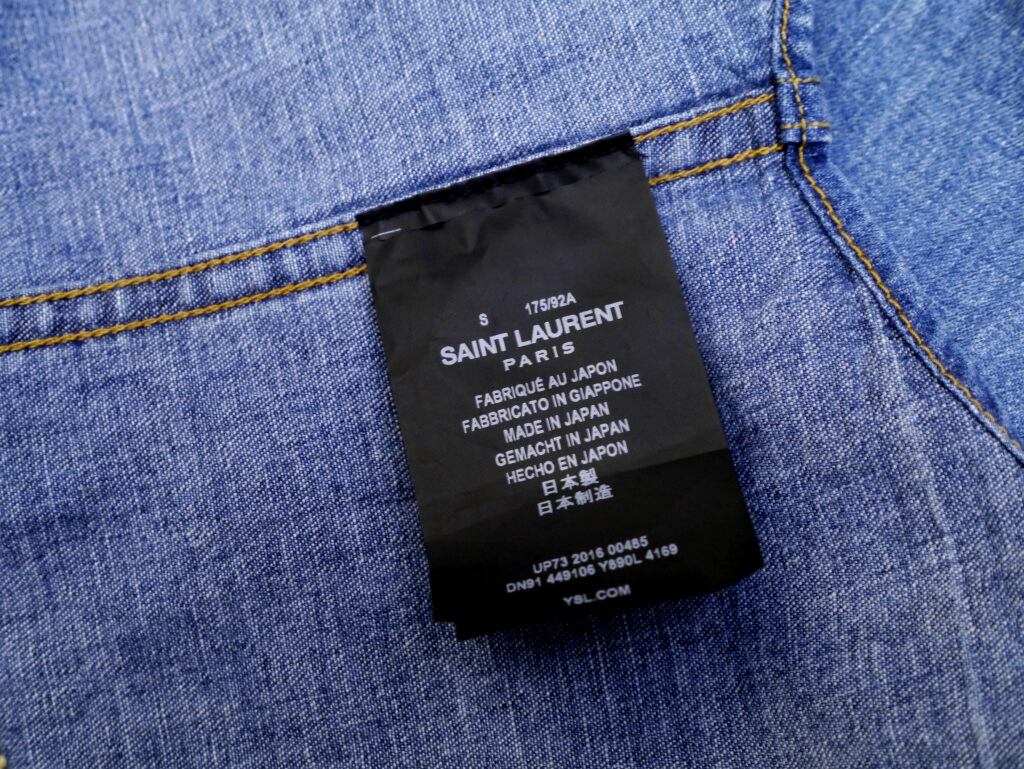 S 175/92A
SAINT LAURENT
PARIS
FABRIQUÉ AU JAPON
FABBRICATO IN GIAPPONE
MADE IN JAPAN
GEMACHT IN JAPAN
HECHO EN JAPON
日本製
日本制造
UP73 2016 00485
DN91 449106 Y890L 4169
YSL.COM